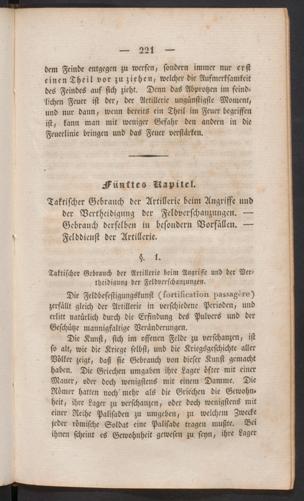 — 221 —
dem Feinde entgegen zu werfen, sondern immer nur erst
einen Theil vor zu ziehen, welcher die Aufmerksamkeit
des Feindes auf sich zieht. Denn das Abprotzen im feind-
lichen Feuer ist der, der Artillerie ungünstigste Moment,
und nur dann, wenn bereits ein Theil im Feuer begriffen
ist, kann man mit weniger Gefahr den andern in die
Feuerlinie bringen und das Feuer verstärken.
Fünftes Kapitel.
Taktischer Gebrauch der Artillerie beim Angriffe und
der Vertheidigung der Feldverschanzungen. —
Gebrauch derselben in besondern Vorfällen. —
Felddienst der Artillerie.
§. 1.
Taktischer Gebrauch der Artillerie beim Angriffe und der Ver-
theidigung der Feldverschanzungen.
Die Feldbefestigungskunst (fortification passagère)
zerfällt gleich der Artillerie in verschiedene Perioden, und
erlitt natürlich durch die Erfindung des Pulvers und der
Geschütze mannigfaltige Veränderungen.
Die Kunst, sich im offenen Felde zu verschanzen, ist
so alt, wie die Kriege selbst, und die Kriegsgeschichte aller
Völker zeigt, daß sie Gebrauch von dieser Kunst gemacht
haben. Die Griechen umgaben ihre Lager öfter mit einer
Mauer, oder doch wenigstens mit einem Damme. Die
Römer hatten noch mehr als die Griechen die Gewohn-
heit, ihre Lager zu verschanzen, oder doch wenigstens mit
einer Reihe Palisaden zu umgeben, zu welchem Zwecke
jeder römische Soldat eine Palisade tragen mußte. Bei
ihnen scheint es Gewohnheit gewesen zu seyn, ihre Lager